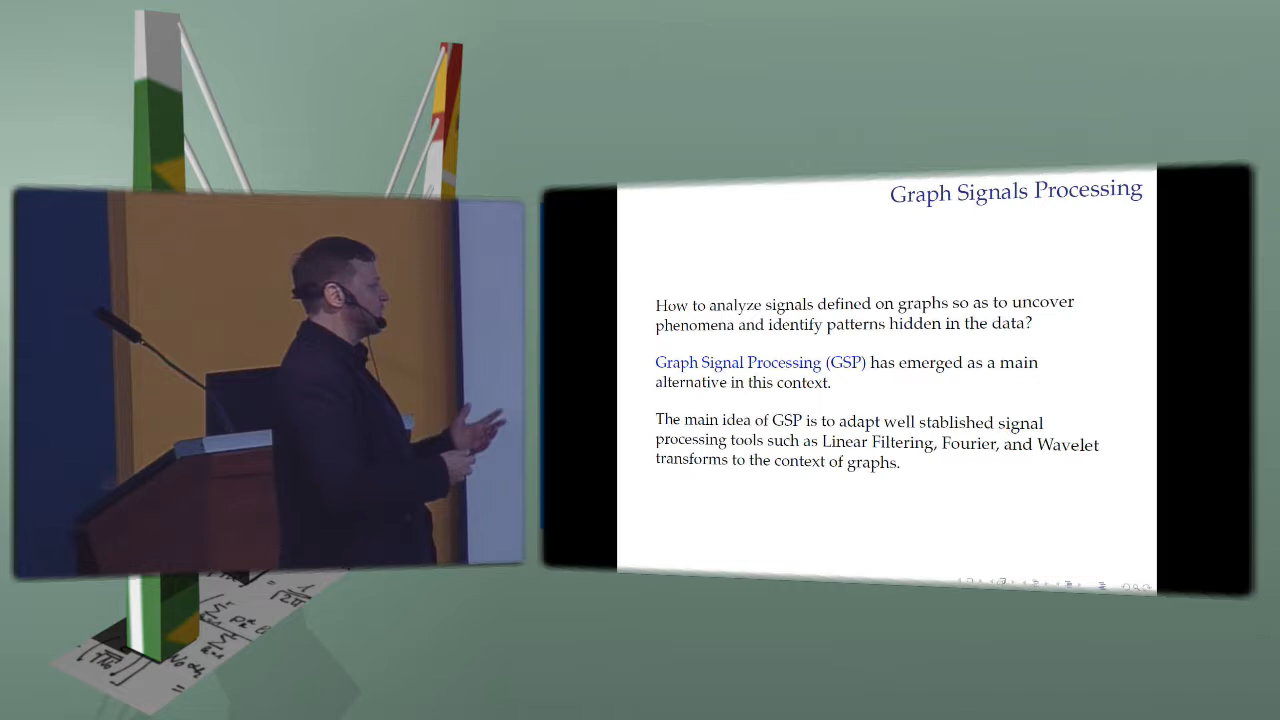 Graph Signals Processing
How to analyze signals defined on graphs so as to uncover
phenomena and identify patterns hidden in the data?
Graph Signal Processing (GSP) has emerged as a main
alternative in this context.
The main idea of GSP is to adapt well stablished signal
processing tools such as Linear Filtering, Fourier, and Wavelet
transforms to the context of graphs.